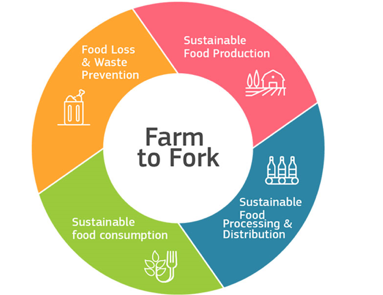 Food Loss
& Waste
Prevention
Sustainable
Food Production
Farm
to Fork
Sustainable
Food
Processing &
Distribution
Sustainable
food consumption